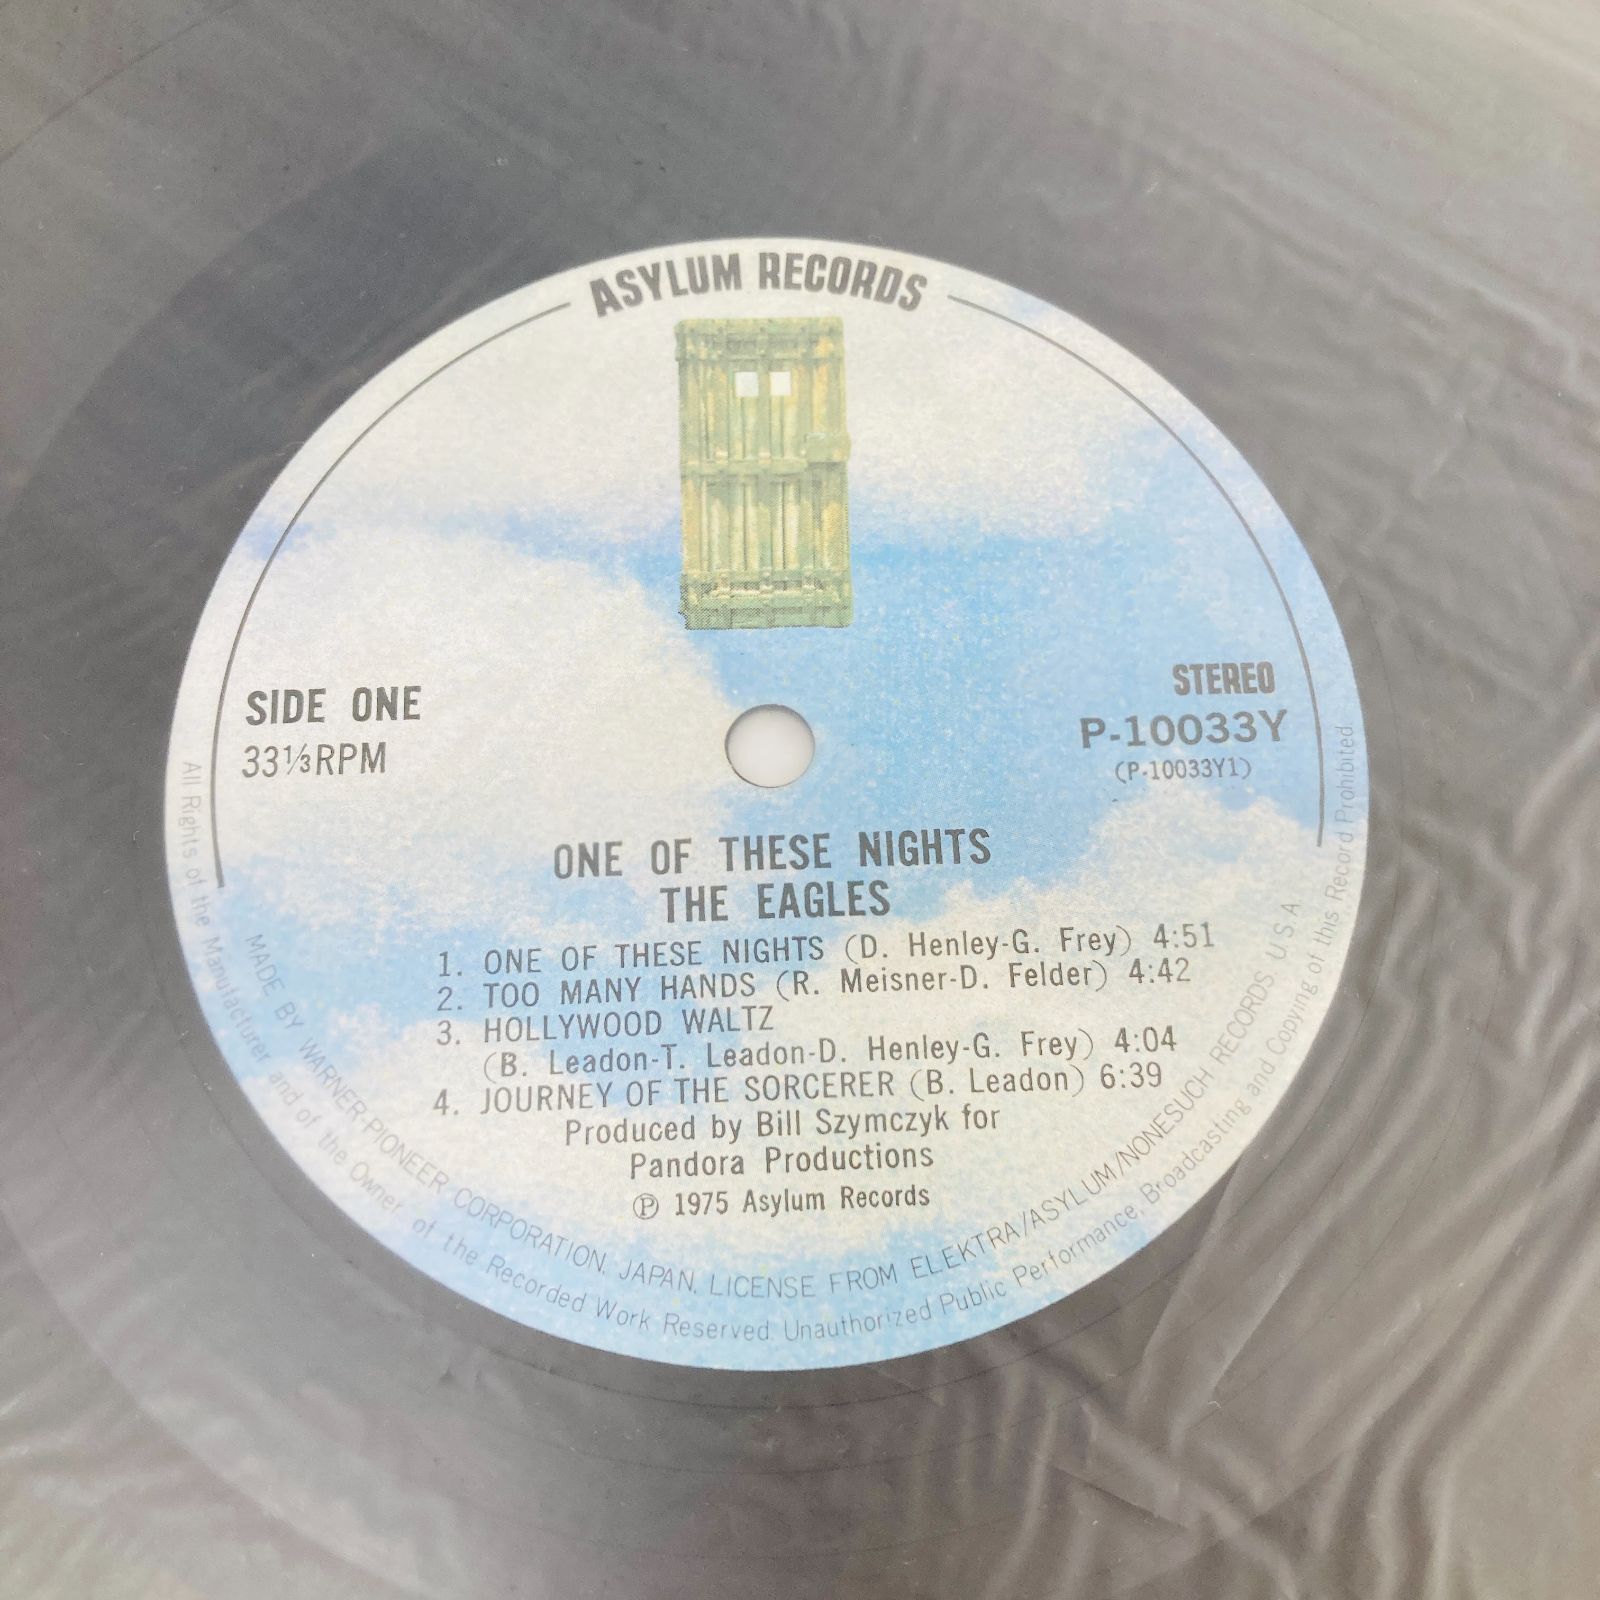 ASYLUM RECORDS
SIDE ONE
33⅓RPM
STEREO
P-10033Y
(P-10033Y1)
ONE OF THESE NIGHTS
THE EAGLES
1. ONE OF THESE NIGHTS (D. Henley-G. Frey) 4:51
2. TOO MANY HANDS (R. Meisner-D. Felder) 4:42
3. HOLLYWOOD WALTZ
(B. Leadon-T. Leadon-D. Henley-G. Frey) 4:04
4. JOURNEY OF THE SORCERER (B. Leadon) 6:39
Produced by Bill Szymczyk for
Pandora Productions
℗ 1975 Asylum Records
MADE BY WARNER-PIONEER CORPORATION, JAPAN, LICENSE FROM ELEKTRA/ASYLUM/NONESUCH RECORDS, U.S.A.
All Rights of the Manufacturer and of the Owner of the Recorded Work Reserved. Unauthorized Public Performance, Broadcasting and Copying of this Record Prohibited.